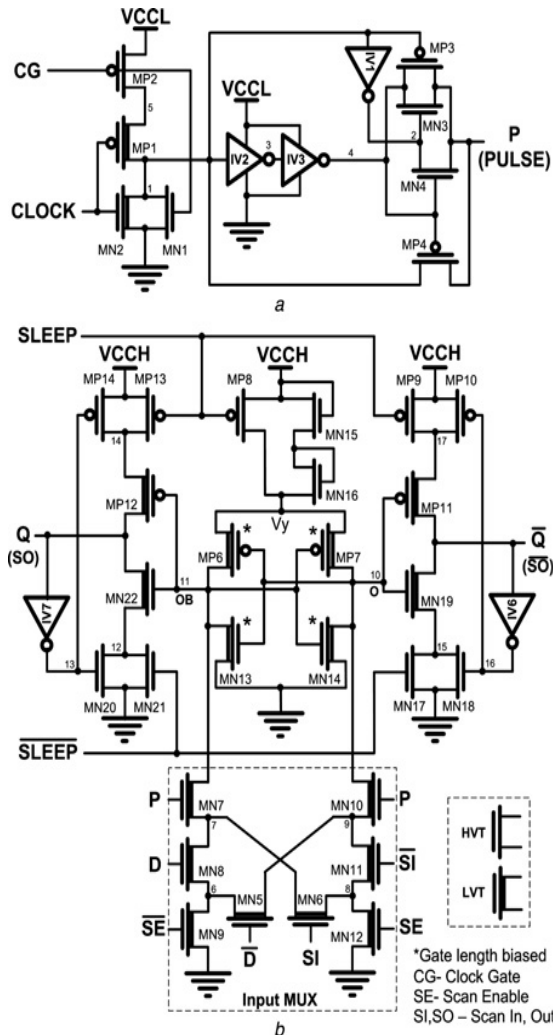 VCCL
CG
MP2
5
MP1
CLOCK
1
MN2
MN1
VCCL
IV2
3
IV3
4
IV1
2
MP3
MN3
MN4
MP4
P
(PULSE)
a
SLEEP
VCCH
VCCH
VCCH
MP14
MP13
MP8
MP9
MP10
14
MN15
17
MN16
MP12
Vy
MP11
Q
(SO)
MP6
*
*
MP7
Q̅
(S̅O̅)
11
OB
10
O
MN22
MN19
IV7
IV6
*
*
12
15
13
16
MN13
MN14
MN20
MN21
MN17
MN18
S̅L̅E̅E̅P̅
P
MN7
MN10
P
7
9
D
MN8
MN11
S̅I̅
6
MN5
MN6
8
S̅E̅
MN9
D̅
SI
MN12
SE
Input MUX
HVT
LVT
*Gate length biased
CG- Clock Gate
SE- Scan Enable
SI,SO – Scan In, Out
b